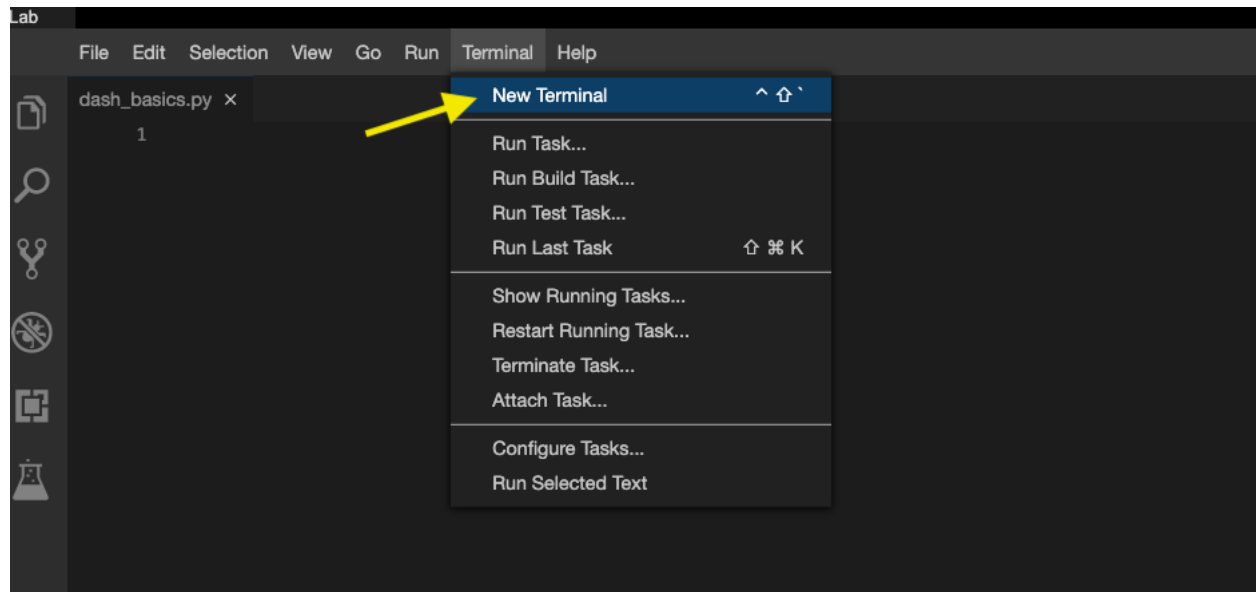 Lab
File Edit Selection View Go Run Terminal Help
dash_basics.py ×
1
New Terminal ^ ⇧ `
Run Task...
Run Build Task...
Run Test Task...
Run Last Task ⇧ ⌘ K
Show Running Tasks...
Restart Running Task...
Terminate Task...
Attach Task...
Configure Tasks...
Run Selected Text